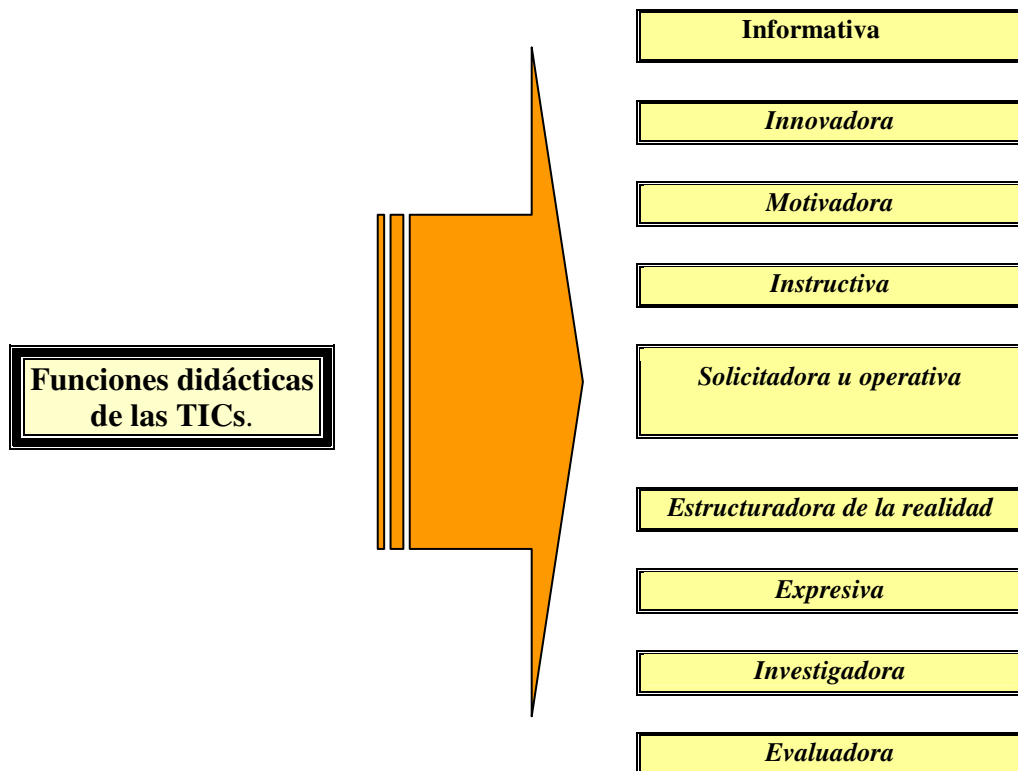 Informativa
Innovadora
Motivadora
Instructiva
Funciones didácticas
de las TICs.
Solicitadora u operativa
Estructuradora de la realidad
Expresiva
Investigadora
Evaluadora